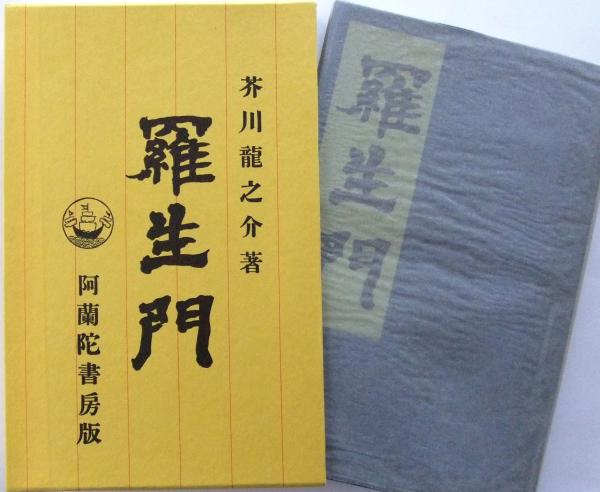 芥川龍之介著
羅生門
阿蘭陀書房版
羅生門